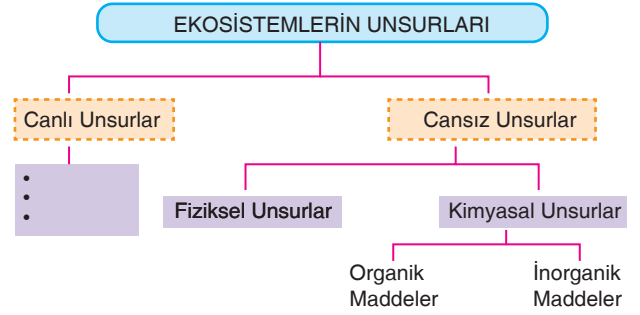 EKOSİSTEMLERİN UNSURLARI
Canlı Unsurlar
Cansız Unsurlar
•
•
•
Fiziksel Unsurlar
Kimyasal Unsurlar
Organik
Maddeler
İnorganik
Maddeler